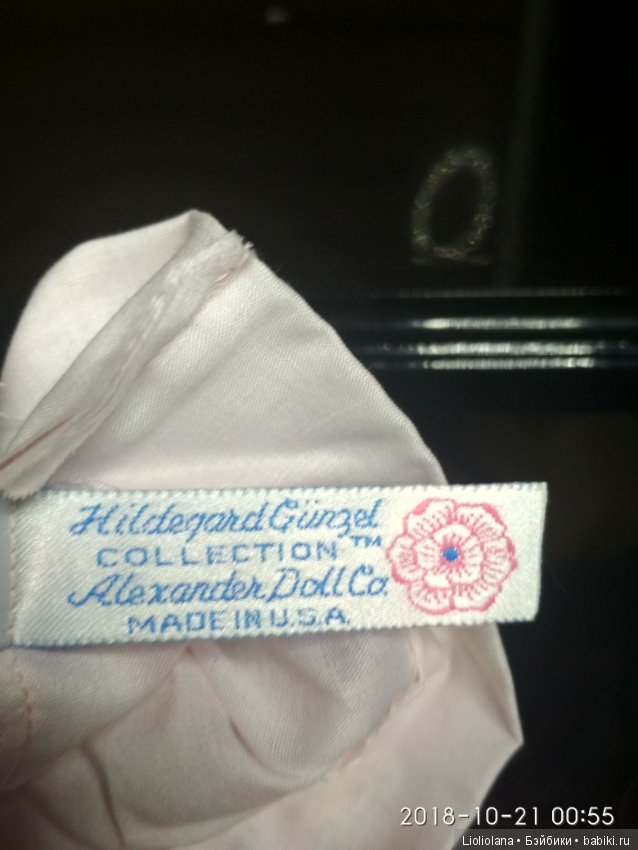 Hildegard Günzel
COLLECTION™
Alexander Doll Co.
MADE IN U.S.A.
2018-10-21 00:55
Lioliolana • Бэйбики • babiki.ru